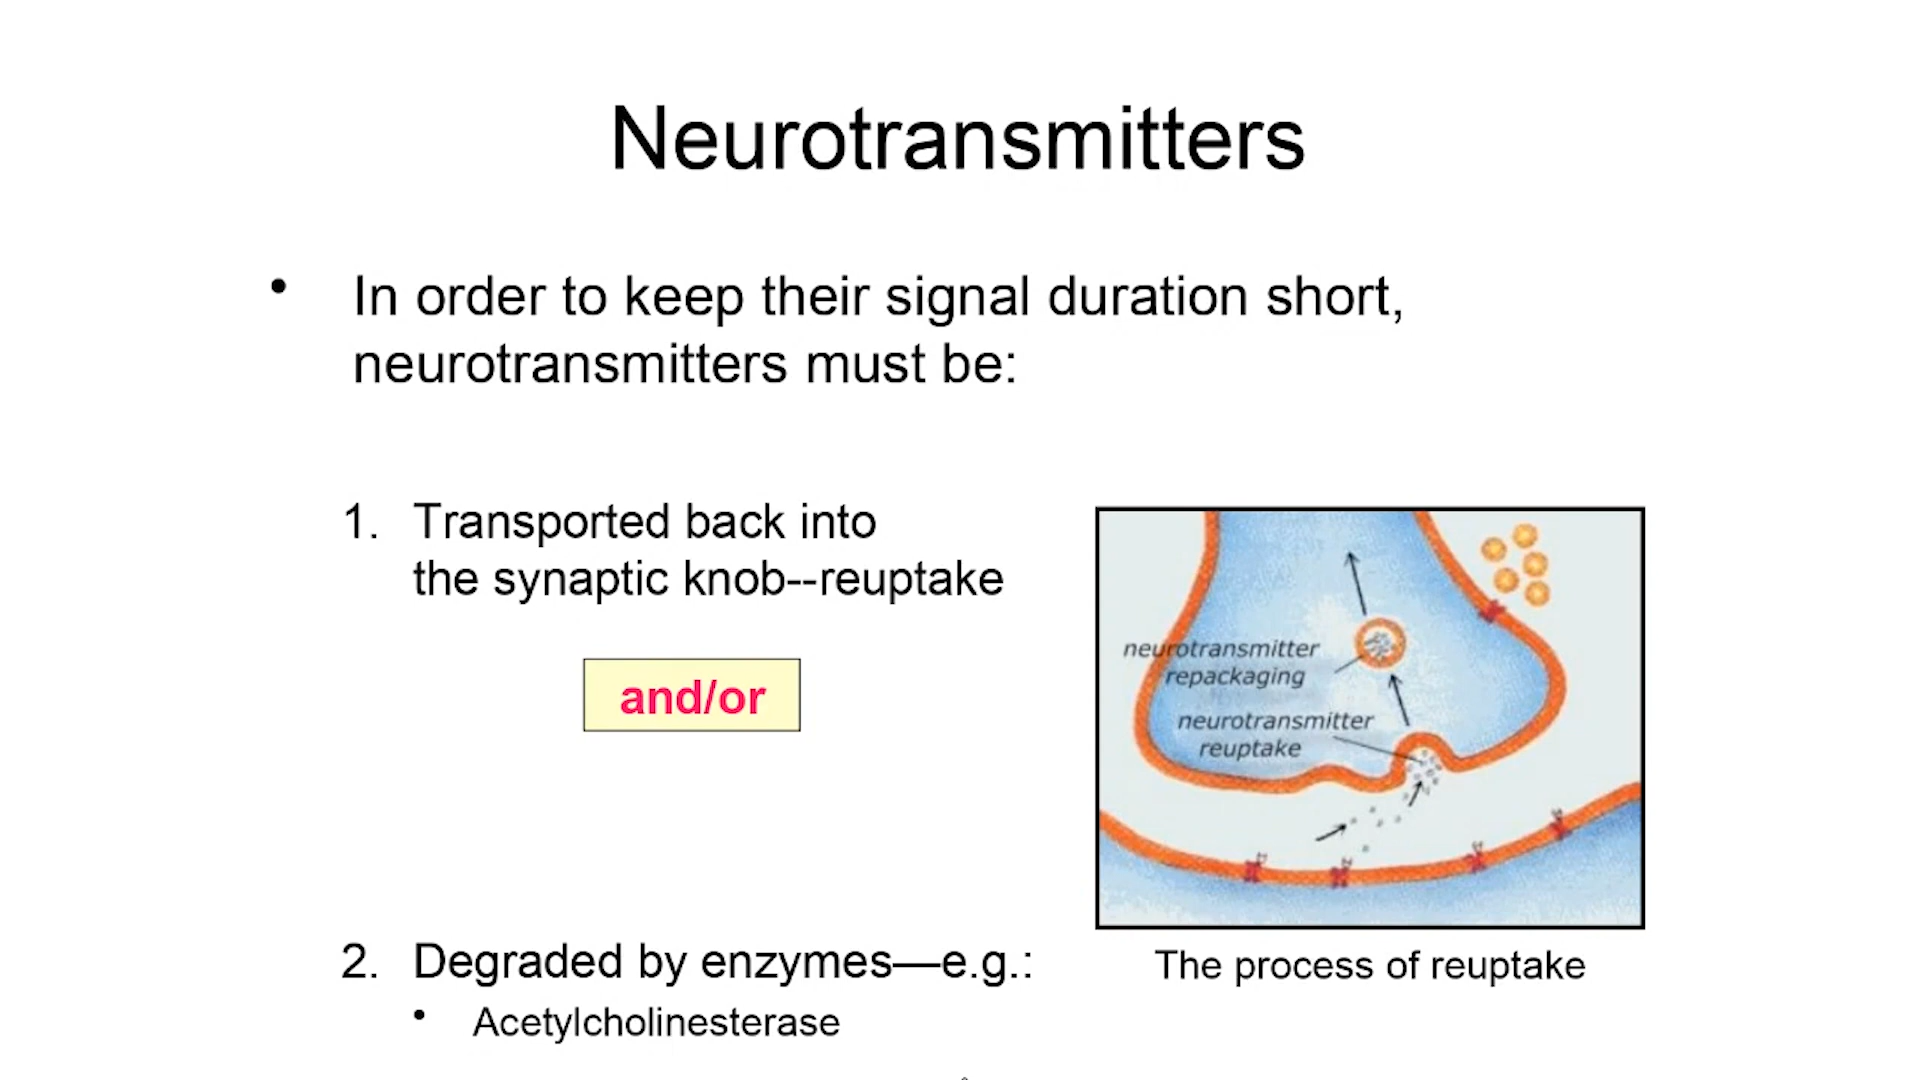 Neurotransmitters
• In order to keep their signal duration short,
neurotransmitters must be:
1. Transported back into
the synaptic knob--reuptake
and/or
neurotransmitter
repackaging
neurotransmitter
reuptake
2. Degraded by enzymes—e.g.:
• Acetylcholinesterase
The process of reuptake